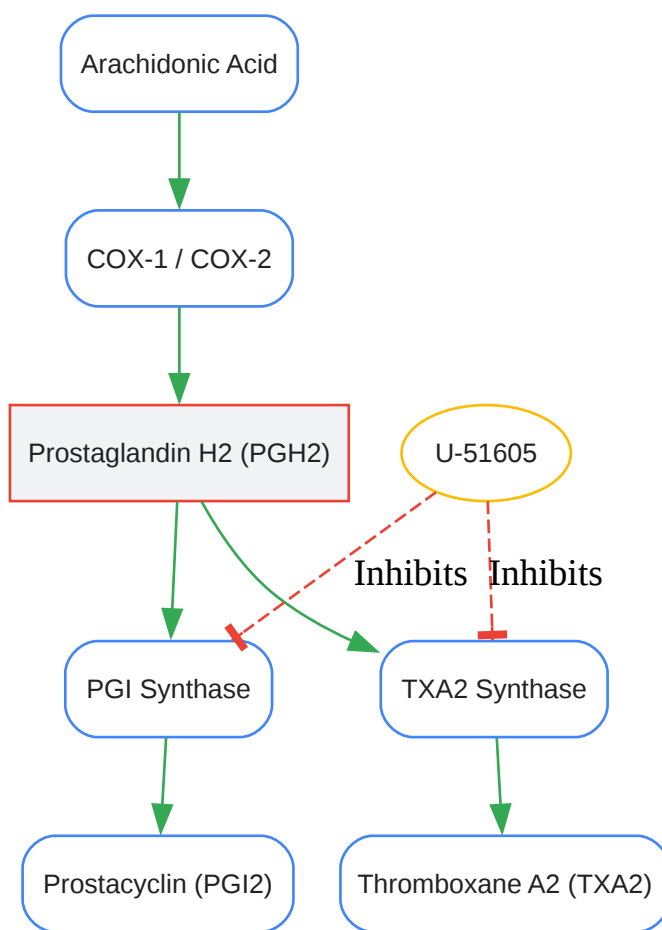 Arachidonic Acid
COX-1 / COX-2
Prostaglandin H2 (PGH2)
U-51605
Inhibits
Inhibits
PGI Synthase
TXA2 Synthase
Prostacyclin (PGI2)
Thromboxane A2 (TXA2)